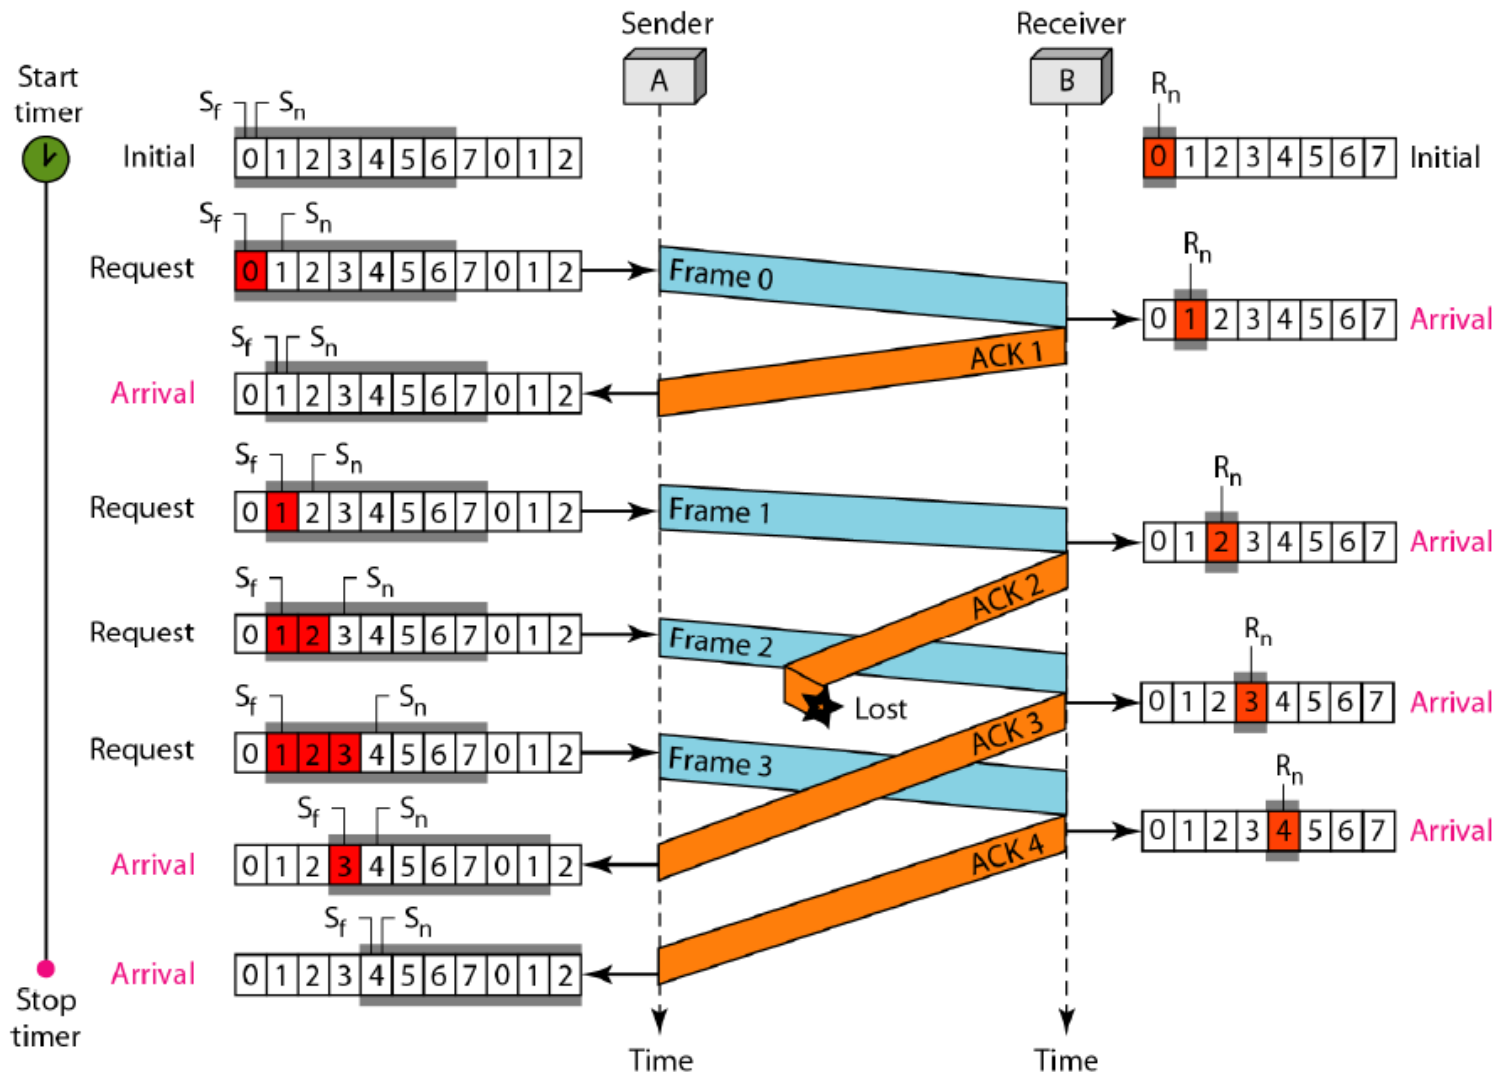 Sender Receiver
A B
Start
timer
Sf Sn Rn
Initial 0 1 2 3 4 5 6 7 0 1 2 0 1 2 3 4 5 6 7 Initial
Sf Sn
Request 0 1 2 3 4 5 6 7 0 1 2 Frame 0
Rn
0 1 2 3 4 5 6 7 Arrival
Sf Sn ACK 1
Arrival 0 1 2 3 4 5 6 7 0 1 2
Sf Sn
Request 0 1 2 3 4 5 6 7 0 1 2 Frame 1
Rn
0 1 2 3 4 5 6 7 Arrival
Sf Sn ACK 2
Request 0 1 2 3 4 5 6 7 0 1 2 Frame 2
Rn
Lost 0 1 2 3 4 5 6 7 Arrival
Sf Sn ACK 3
Request 0 1 2 3 4 5 6 7 0 1 2 Frame 3
Rn
0 1 2 3 4 5 6 7 Arrival
Sf Sn ACK 4
Arrival 0 1 2 3 4 5 6 7 0 1 2
Sf Sn
Arrival 0 1 2 3 4 5 6 7 0 1 2
Stop
timer
Time Time